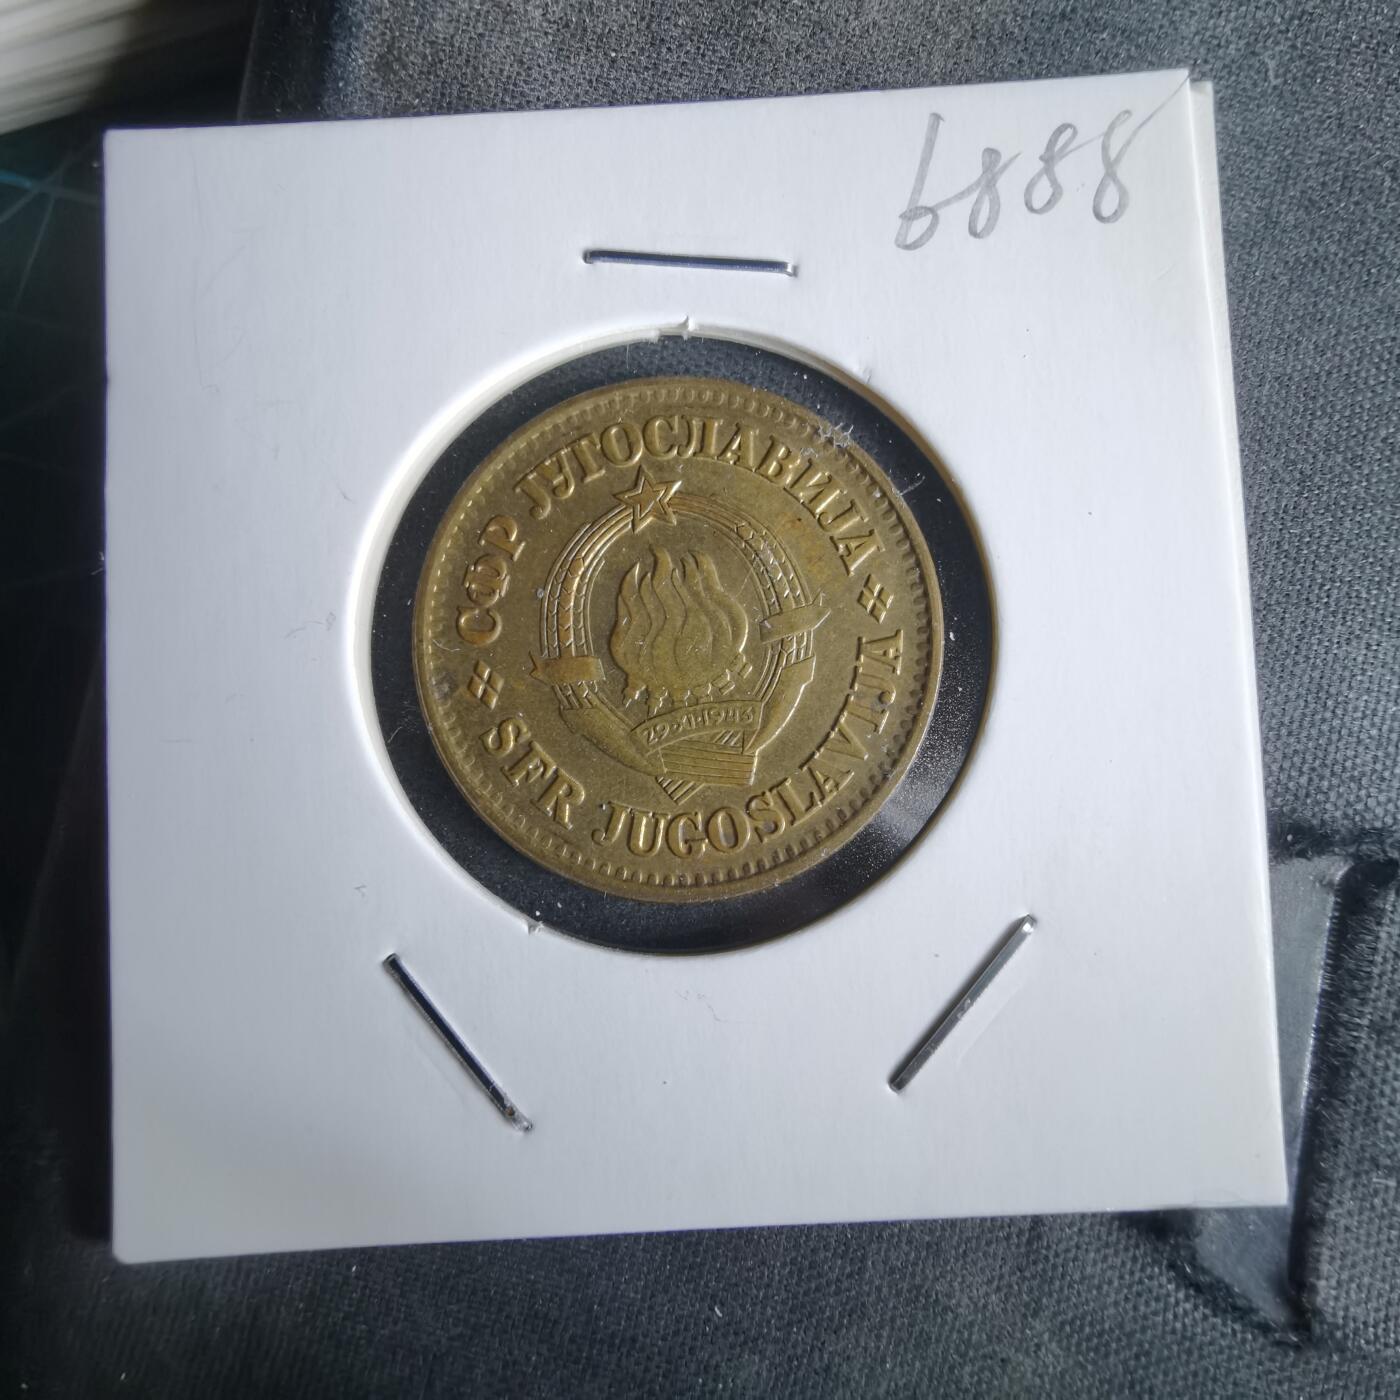 6888
СФР ЈУГОСЛАВИЈА
29·XI·1943
SFR JUGOSLAVIJA